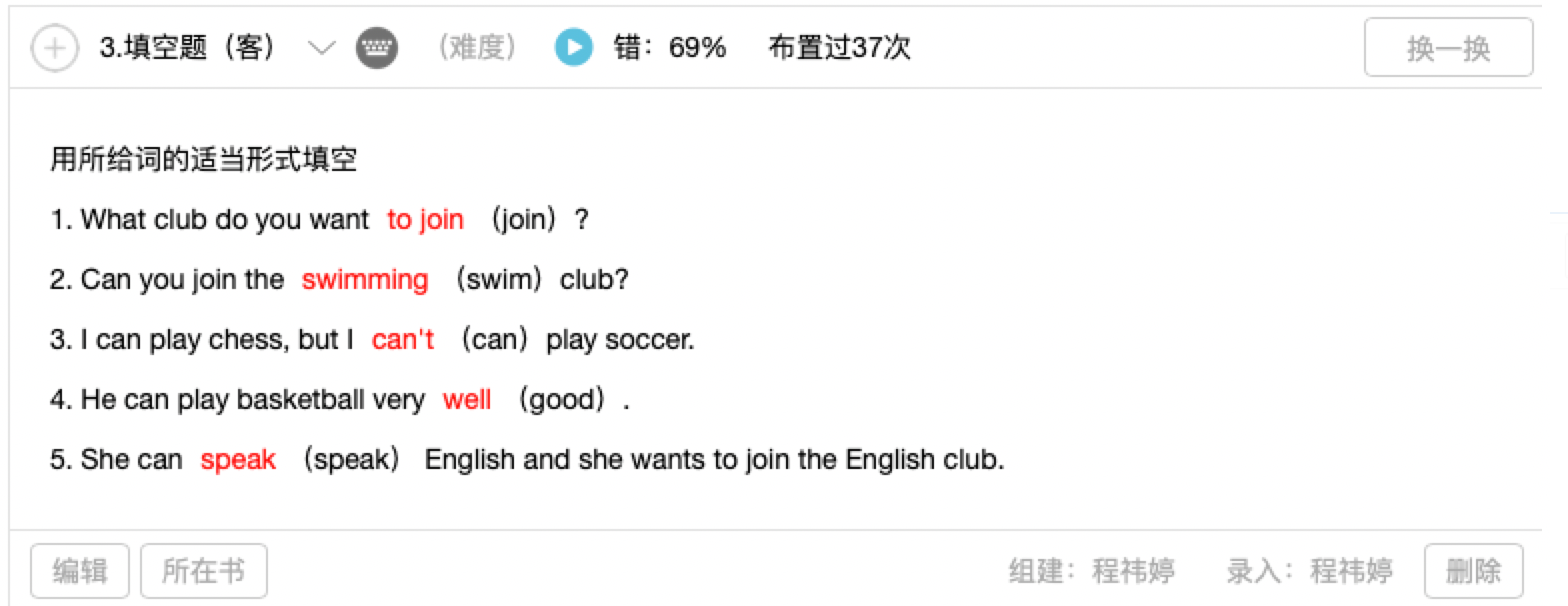 3.填空题（客） （难度） 错：69% 布置过37次 换一换
用所给词的适当形式填空
1. What club do you want to join （join）?
2. Can you join the swimming （swim）club?
3. I can play chess, but I can't （can）play soccer.
4. He can play basketball very well （good）.
5. She can speak （speak） English and she wants to join the English club.
编辑 所在书 组建：程祎婷 录入：程祎婷 删除